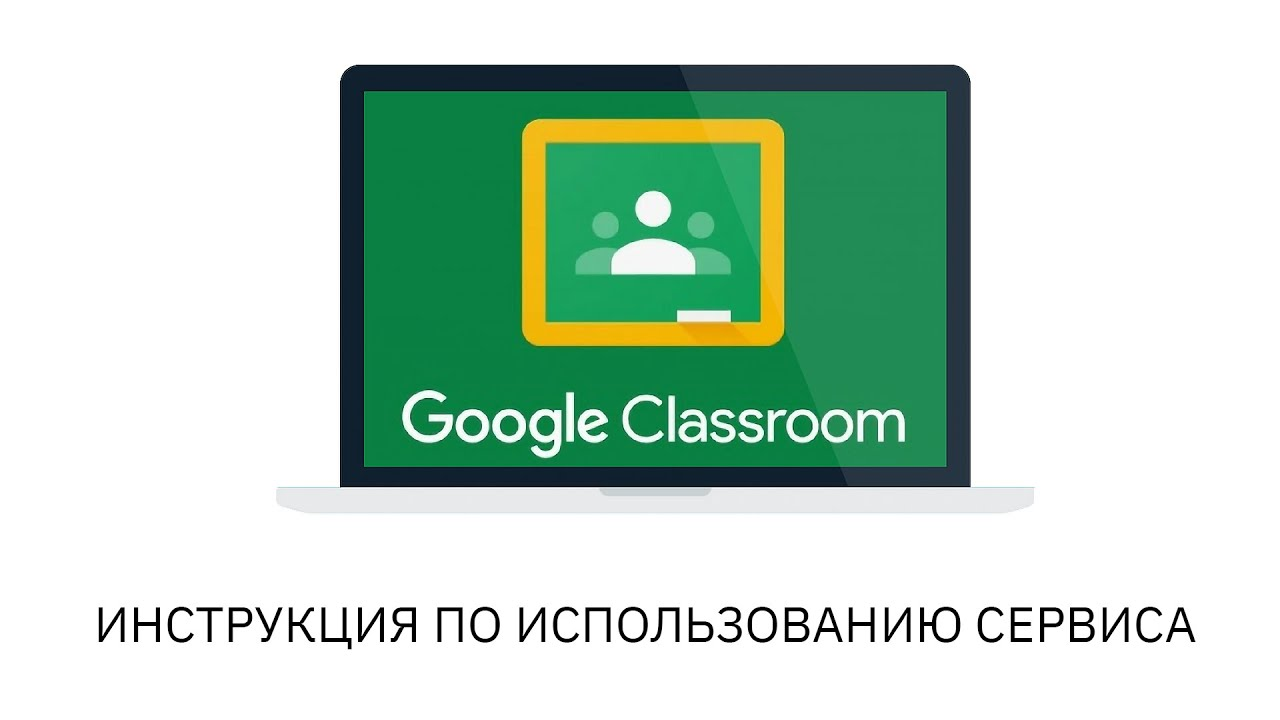 Google Classroom
ИНСТРУКЦИЯ ПО ИСПОЛЬЗОВАНИЮ СЕРВИСА